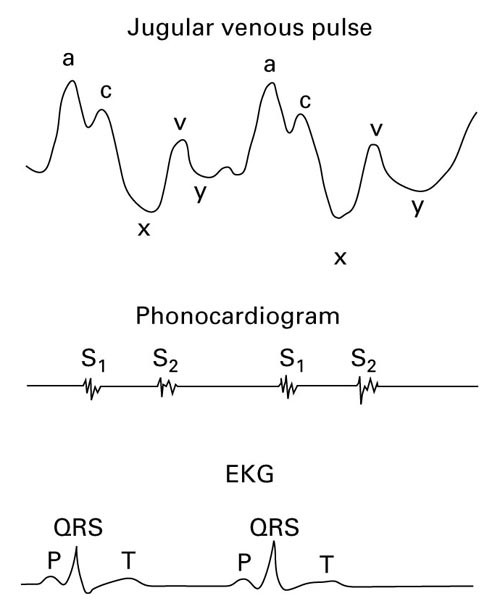 Jugular venous pulse
a c v y x a c v y x
Phonocardiogram
S₁ S₂ S₁ S₂
EKG
QRS QRS
P T P T